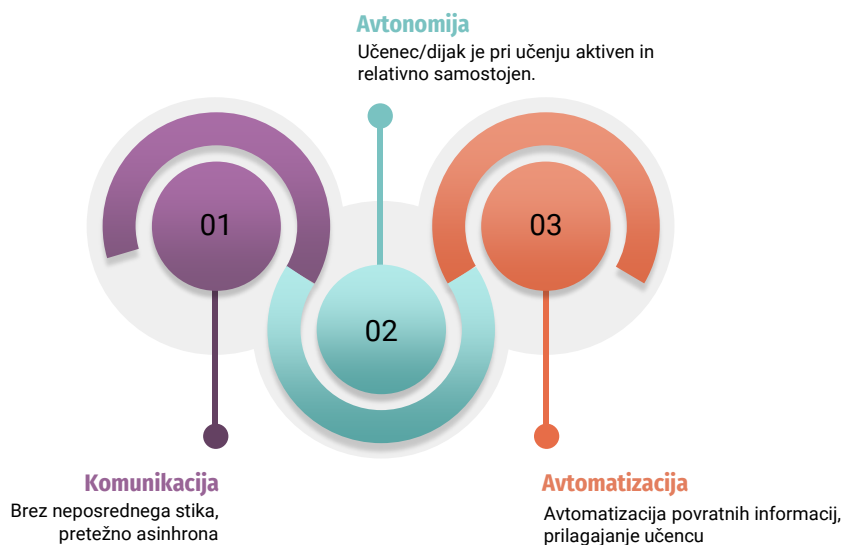 Avtonomija
Učenec/dijak je pri učenju aktiven in
relativno samostojen.
01
03
02
Komunikacija
Brez neposrednega stika,
pretežno asinhrona
Avtomatizacija
Avtomatizacija povratnih informacij,
prilagajanje učencu